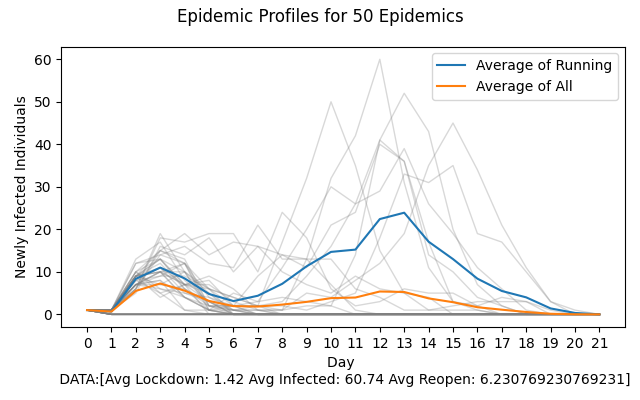 Epidemic Profiles for 50 Epidemics
Average of Running
Average of All
Newly Infected Individuals
60
50
40
30
20
10
0
0 1 2 3 4 5 6 7 8 9 10 11 12 13 14 15 16 17 18 19 20 21
Day
DATA:[Avg Lockdown: 1.42 Avg Infected: 60.74 Avg Reopen: 6.230769230769231]